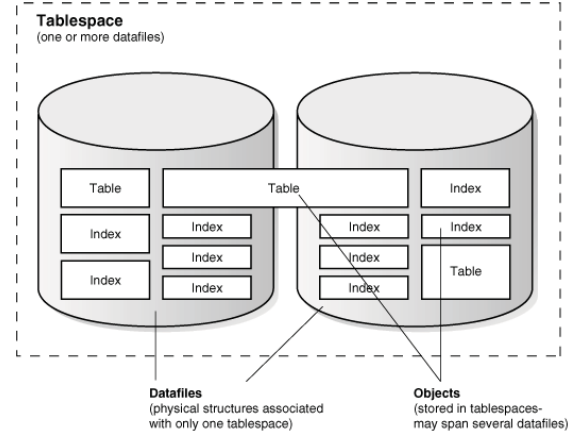 Tablespace
(one or more datafiles)
Table
Table
Index
Index
Index
Index
Index
Index
Index
Index
Table
Index
Index
Index
Datafiles
(physical structures associated
with only one tablespace)
Objects
(stored in tablespaces-
may span several datafiles)